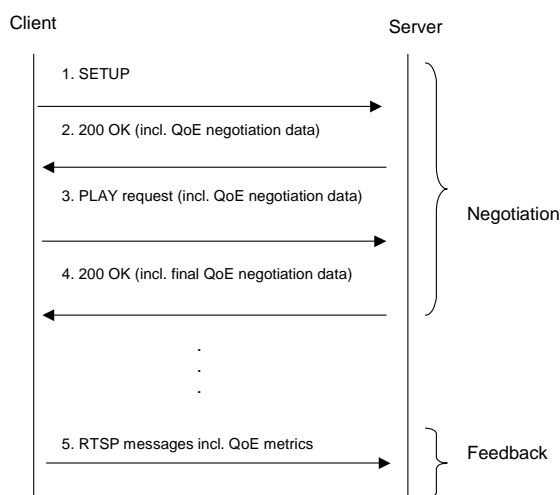 Client
Server
1. SETUP
2. 200 OK (incl. QoE negotiation data)
3. PLAY request (incl. QoE negotiation data)
Negotiation
4. 200 OK (incl. final QoE negotiation data)
.
.
.
5. RTSP messages incl. QoE metrics
Feedback